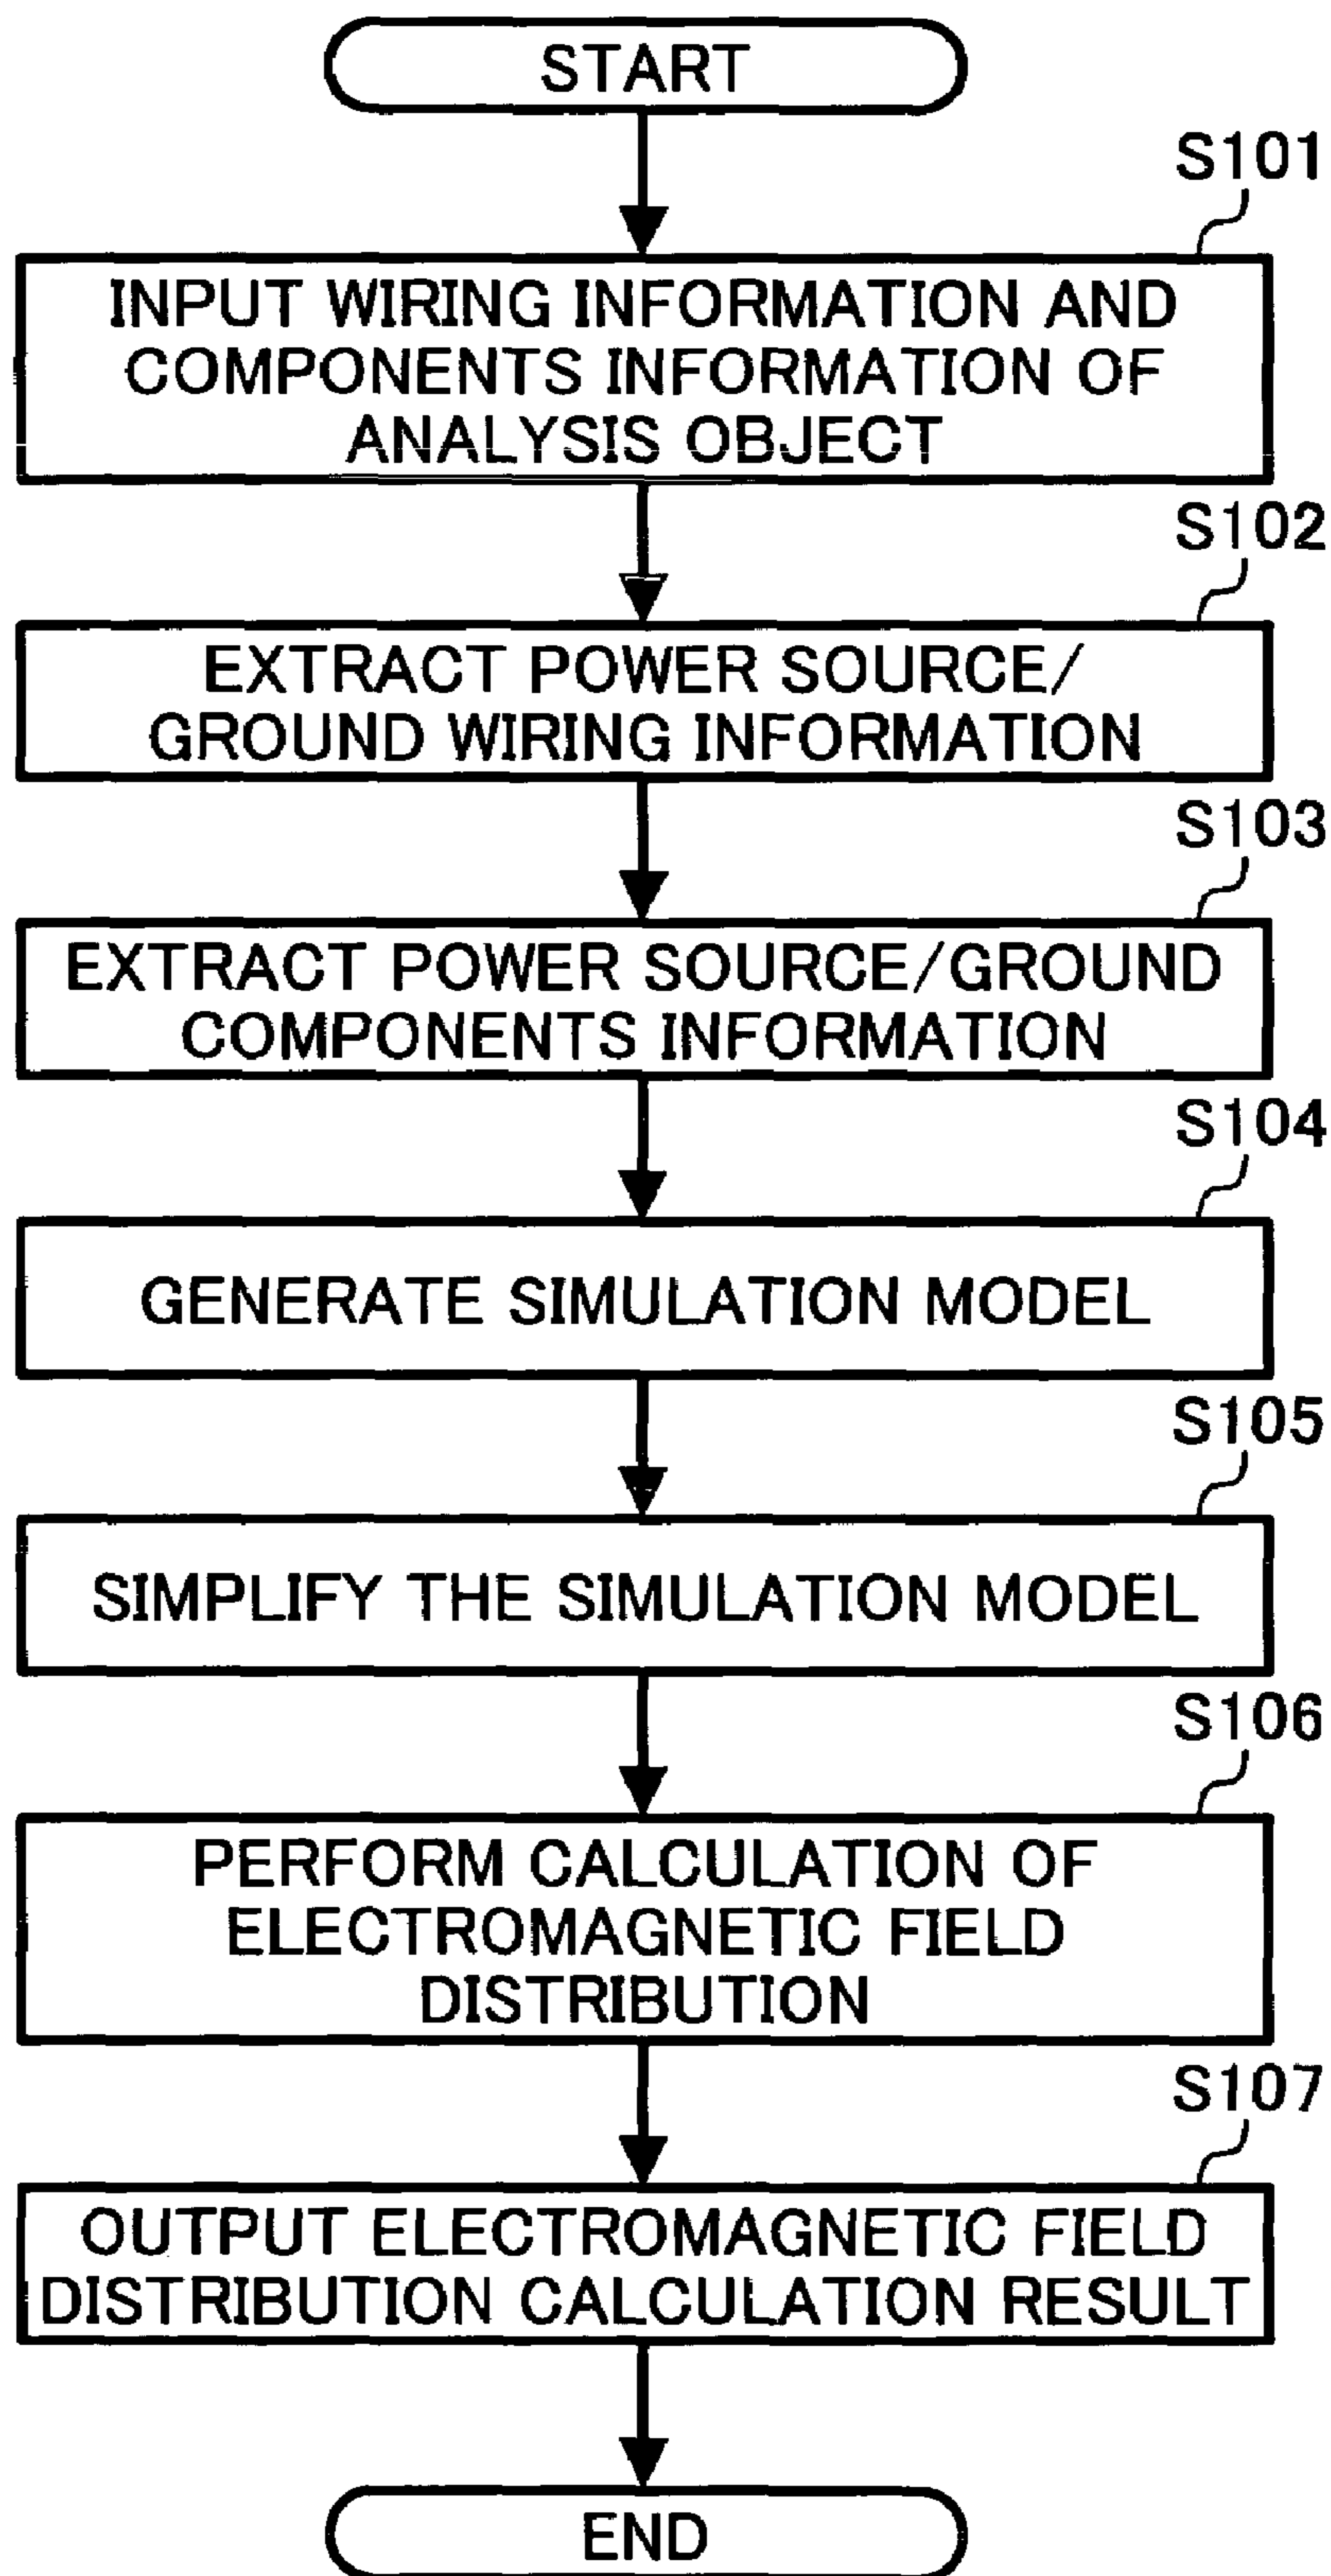 START
S101
INPUT WIRING INFORMATION AND
COMPONENTS INFORMATION OF
ANALYSIS OBJECT
S102
EXTRACT POWER SOURCE/
GROUND WIRING INFORMATION
S103
EXTRACT POWER SOURCE/GROUND
COMPONENTS INFORMATION
S104
GENERATE SIMULATION MODEL
S105
SIMPLIFY THE SIMULATION MODEL
S106
PERFORM CALCULATION OF
ELECTROMAGNETIC FIELD
DISTRIBUTION
S107
OUTPUT ELECTROMAGNETIC FIELD
DISTRIBUTION CALCULATION RESULT
END